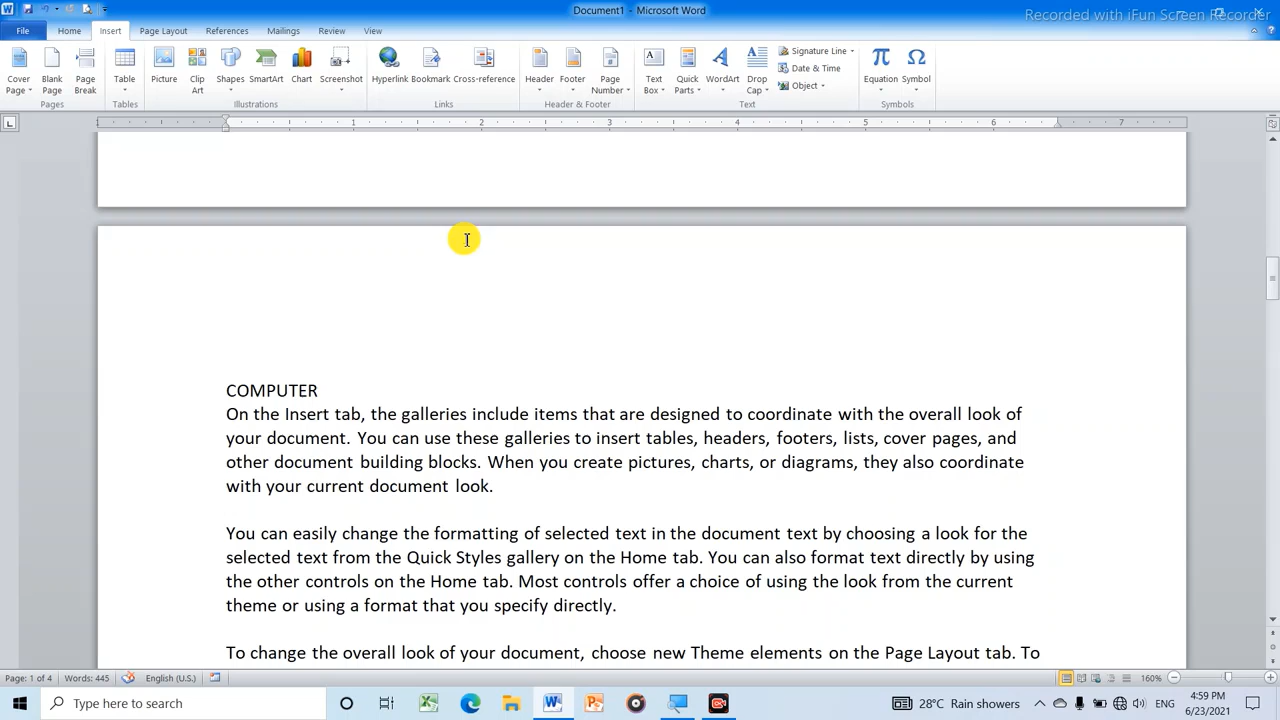 Document1 - Microsoft Word
Recorded with iFun Screen Recorder
File Home Insert Page Layout References Mailings Review View
Cover Page Blank Page Page Break Table Picture Clip Art Shapes SmartArt Chart Screenshot Hyperlink Bookmark Cross-reference Header Footer Page Number Text Box Quick Parts WordArt Drop Cap Signature Line Date & Time Object Equation Symbol
Pages Tables Illustrations Links Header & Footer Text Symbols
1 2 3 4 5 6 7
COMPUTER
On the Insert tab, the galleries include items that are designed to coordinate with the overall look of
your document. You can use these galleries to insert tables, headers, footers, lists, cover pages, and
other document building blocks. When you create pictures, charts, or diagrams, they also coordinate
with your current document look.
You can easily change the formatting of selected text in the document text by choosing a look for the
selected text from the Quick Styles gallery on the Home tab. You can also format text directly by using
the other controls on the Home tab. Most controls offer a choice of using the look from the current
theme or using a format that you specify directly.
To change the overall look of your document, choose new Theme elements on the Page Layout tab. To
Page: 1 of 4 Words: 445 English (U.S.) 160%
Type here to search 28°C Rain showers ENG 4:59 PM
6/23/2021